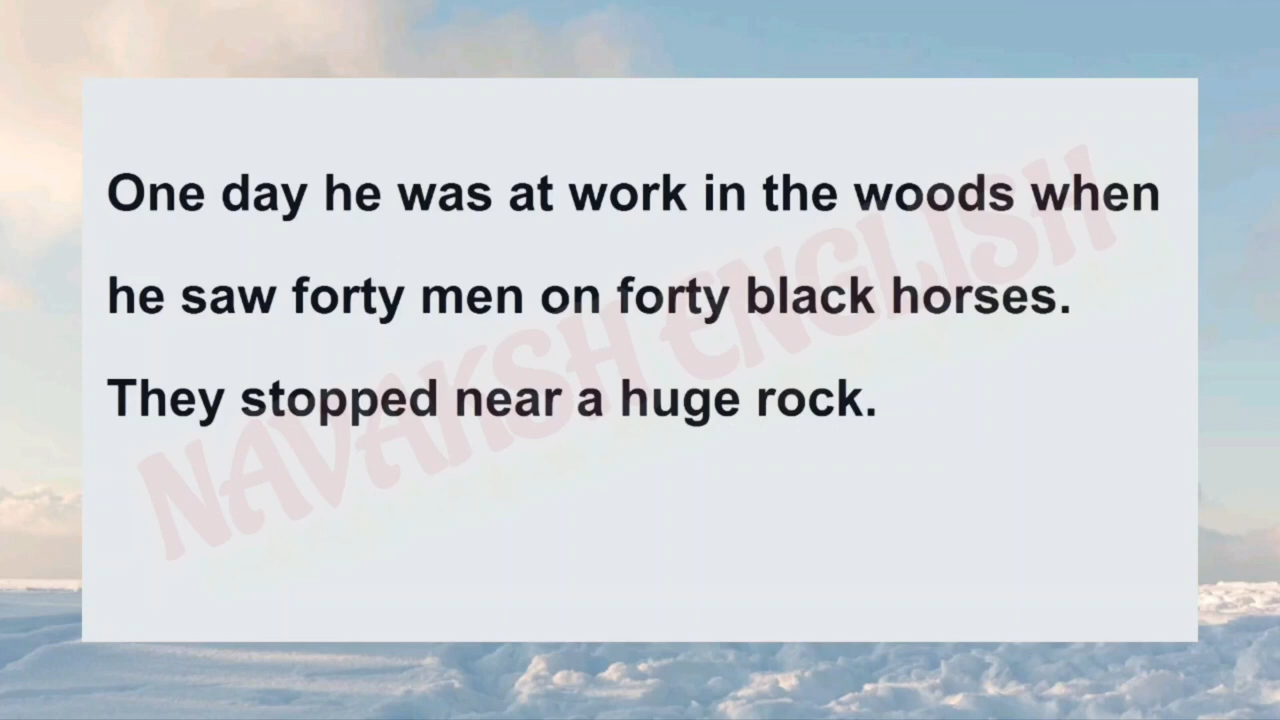 One day he was at work in the woods when
he saw forty men on forty black horses.
They stopped near a huge rock.
NAVAKSH ENGLISH